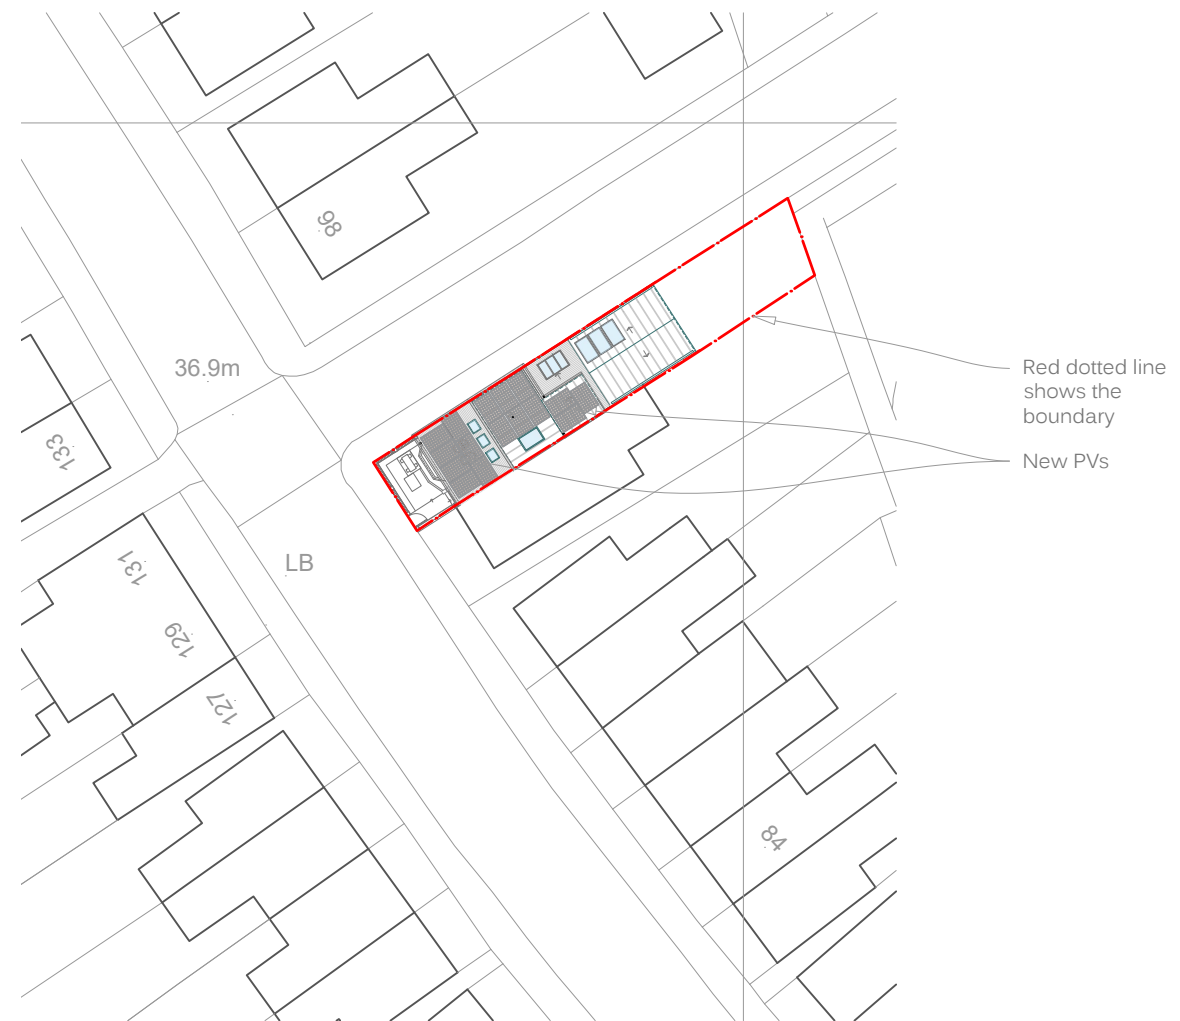 98
36.9m
Red dotted line
shows the
boundary
133
New PVs
LB
131
129
127
84